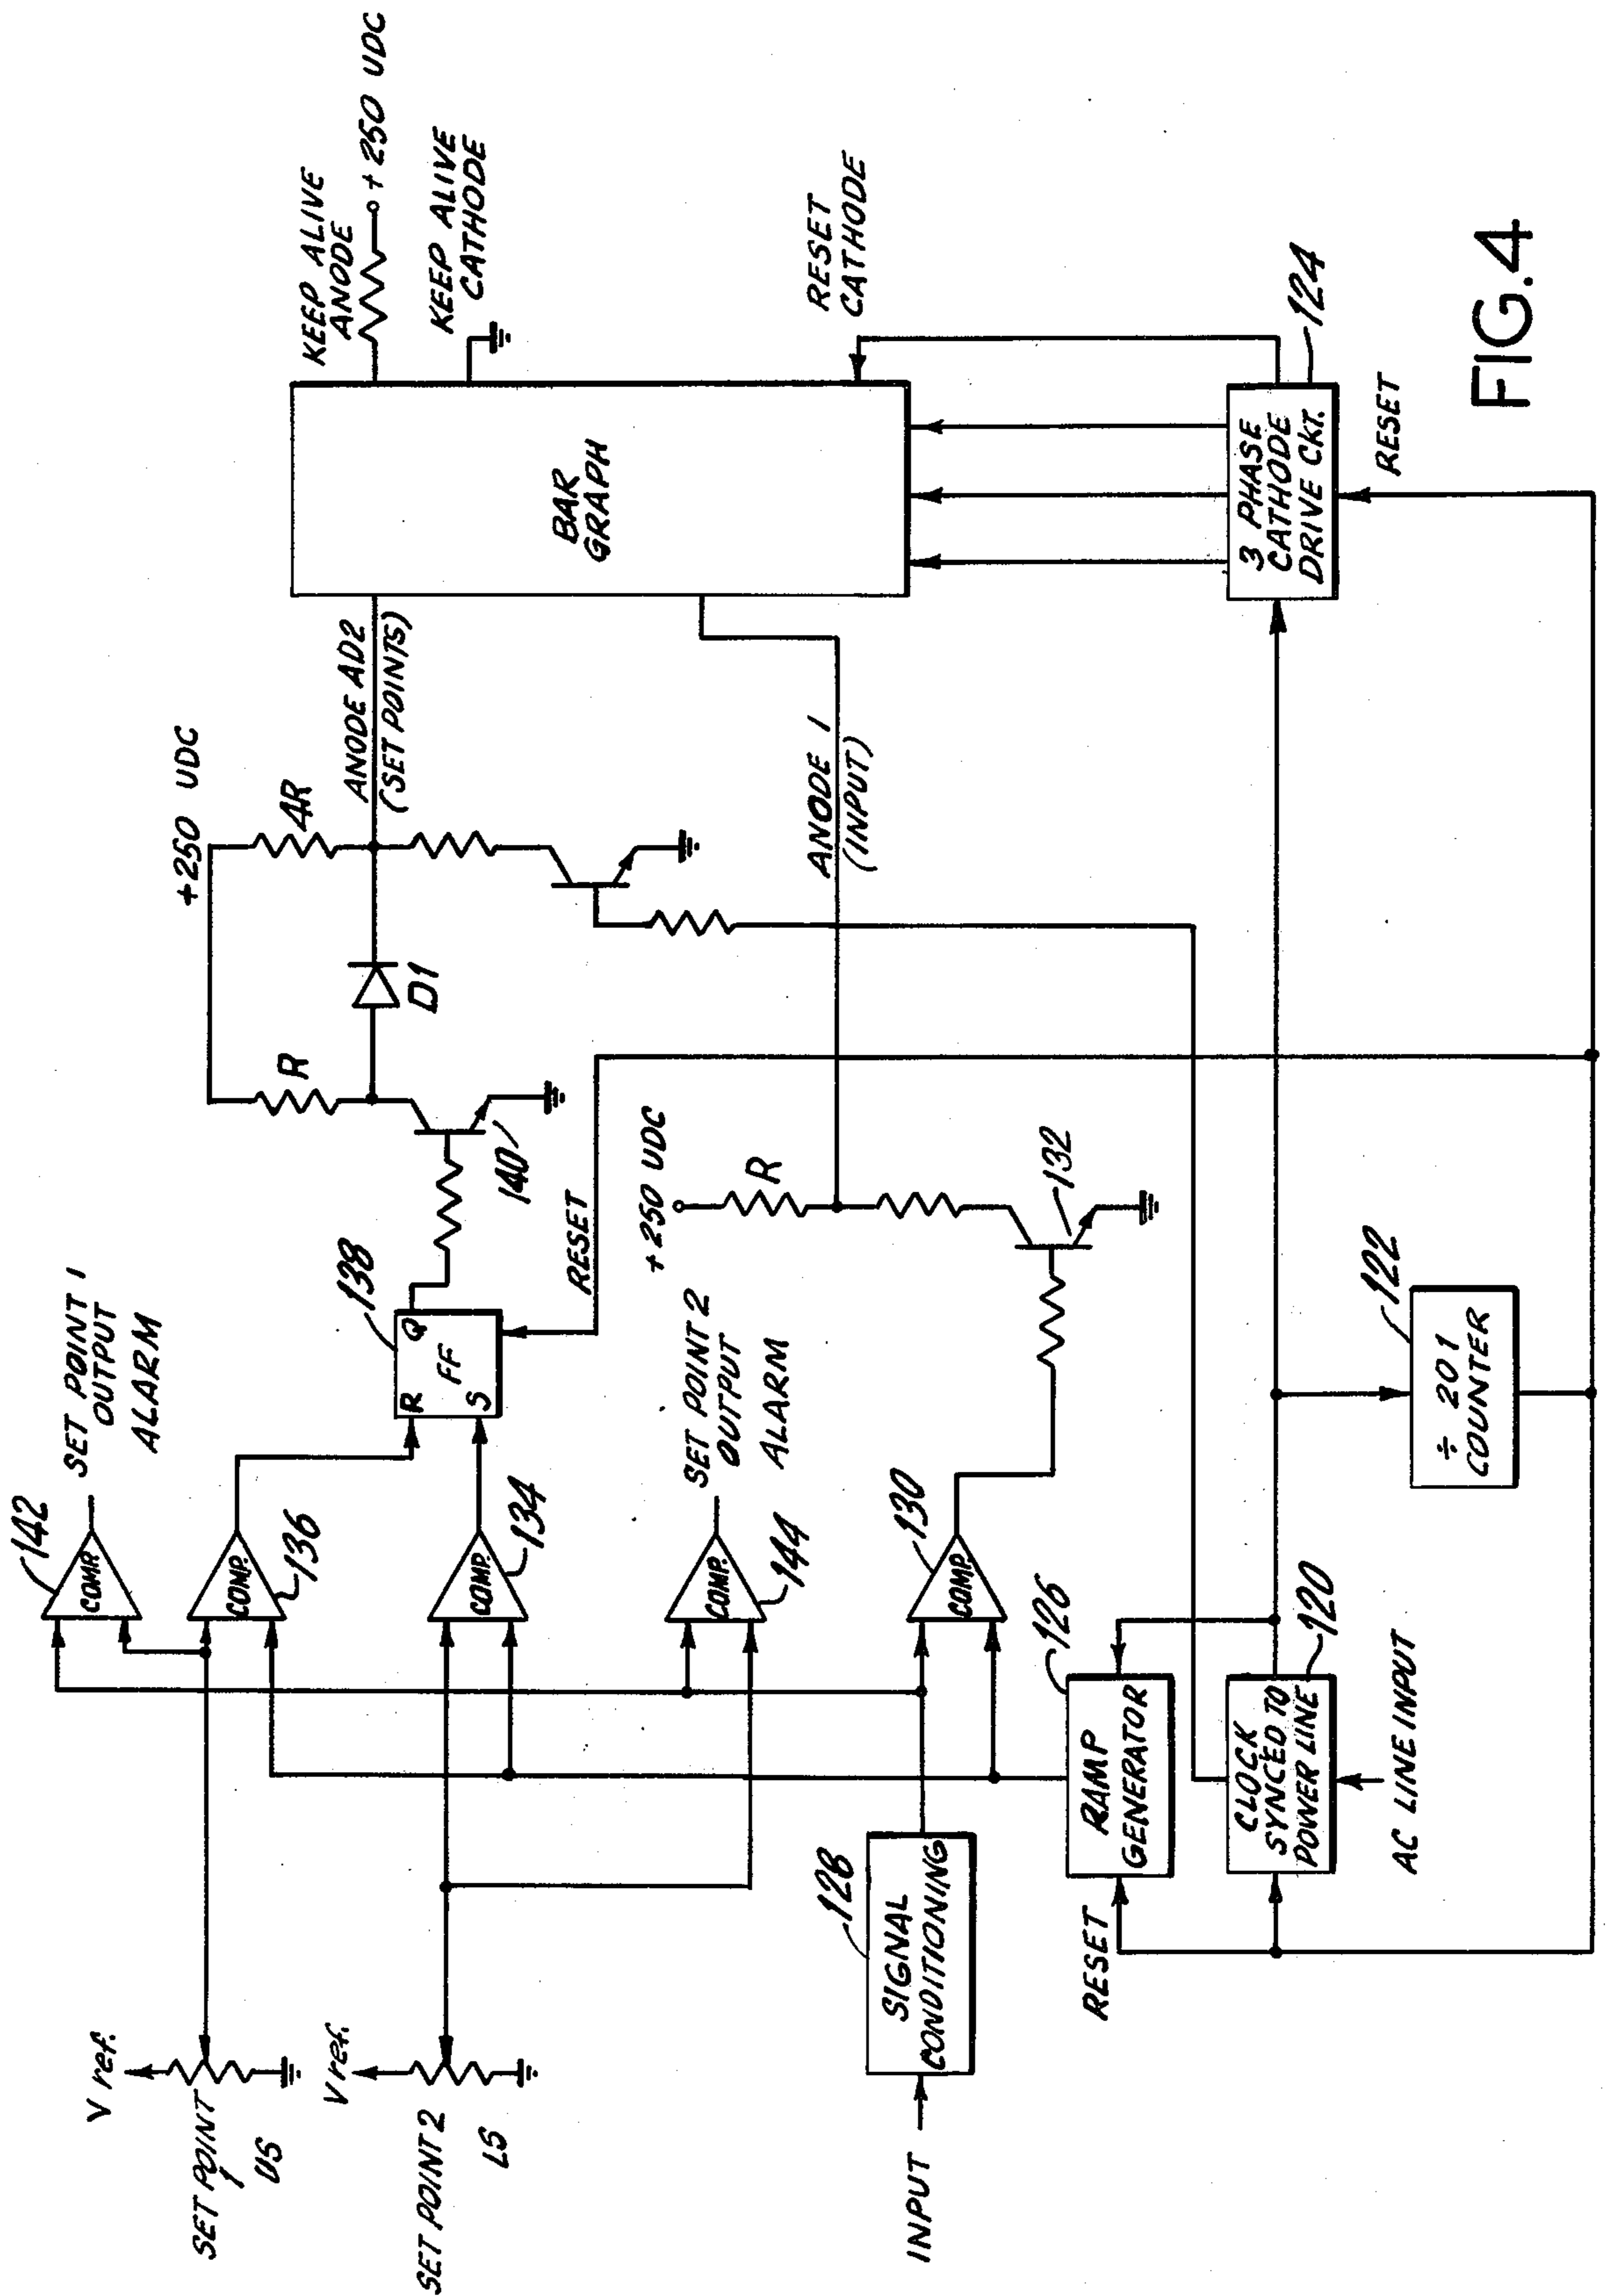 V ref.
SET POINT
1
US
V ref.
SET POINT 2
LS
INPUT
128
SIGNAL
CONDITIONING
142
COMP.
SET POINT 1
OUTPUT
ALARM
COMP.
136
COMP.
134
138
R
Q
FF
S
RESET
COMP.
144
SET POINT 2
OUTPUT
ALARM
COMP.
130
126
RAMP
GENERATOR
RESET
CLOCK
SYNCED TO
POWER LINE
120
AC LINE INPUT
122
÷ 201
COUNTER
+250 VDC
R
4R
140
D1
+250 VDC
R
132
ANODE AD2
(SET POINTS)
ANODE 1
(INPUT)
BAR
GRAPH
KEEP ALIVE
ANODE
+250 VDC
KEEP ALIVE
CATHODE
RESET
CATHODE
3 PHASE
CATHODE
DRIVE CKT.
124
RESET
FIG.4